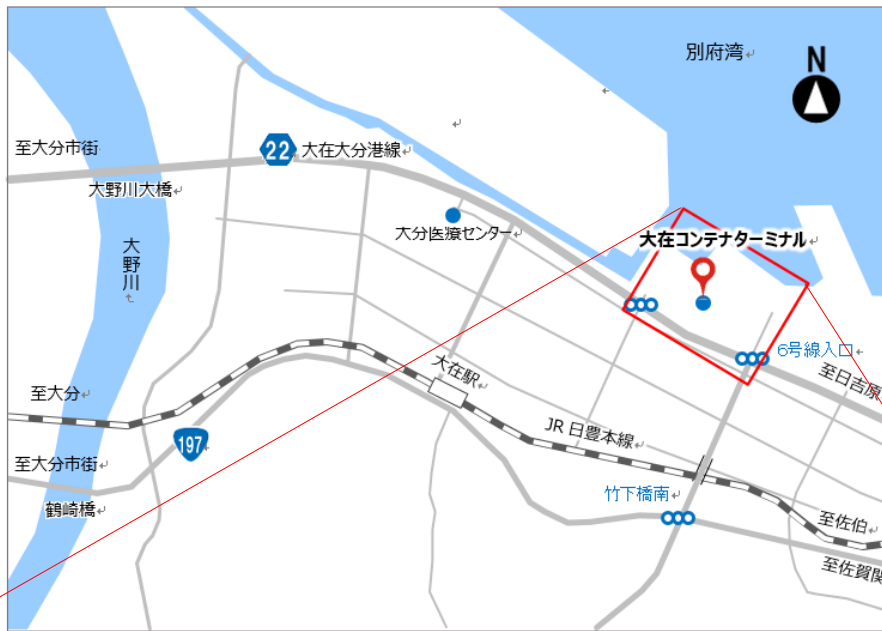 別府湾
N
至大分市街
22
大在大分港線
大野川大橋
大分医療センター
大在コンテナターミナル
大野川
6号線入口
至日吉原
大在駅
至大分
JR 日豊本線
197
至大分市街
竹下橋南
鶴崎橋
至佐伯
至佐賀関